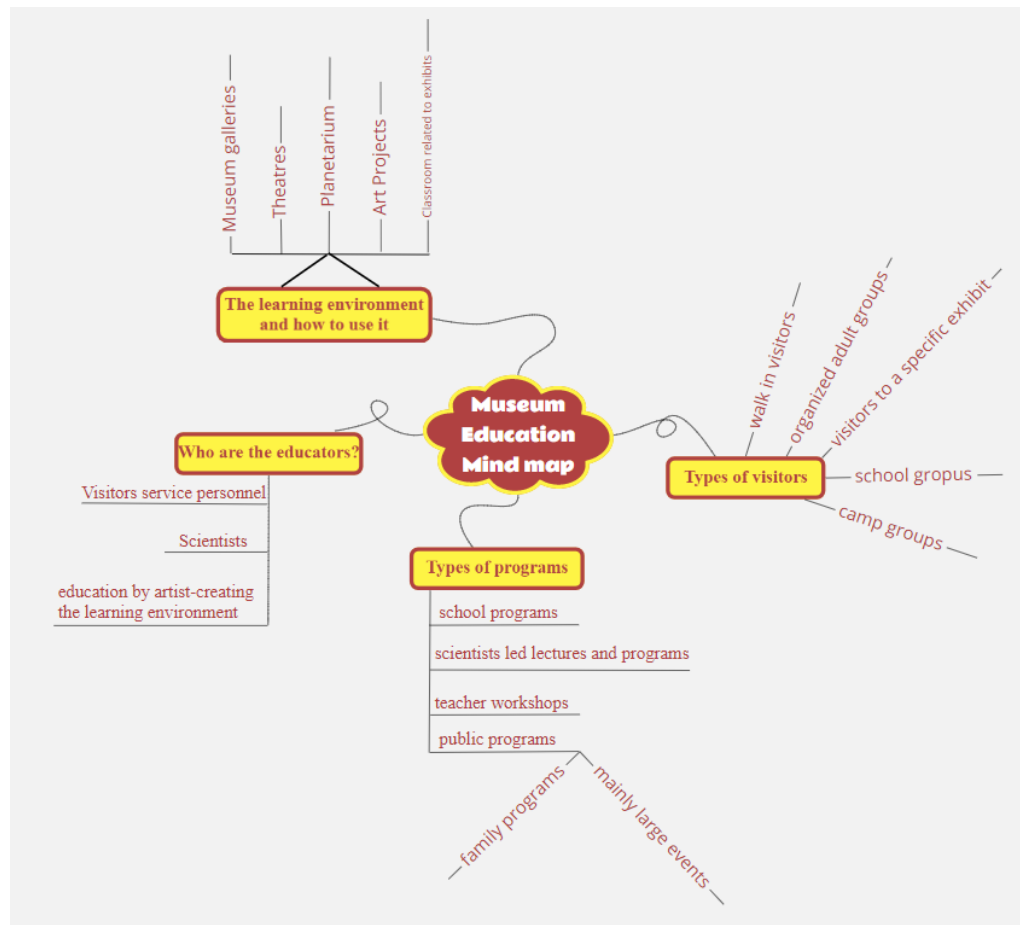 Museum galleries
Theatres
Planetarium
Art Projects
Classroom related to exhibits
The learning environment
and how to use it
Museum
Education
Mind map
walk in visitors
organized adult groups
visitors to a specific exhibit
Types of visitors
school gropus
camp groups
Who are the educators?
Visitors service personnel
Scientists
education by artist-creating
the learning environment
Types of programs
school programs
scientists led lectures and programs
teacher workshops
public programs
family programs
mainly large events